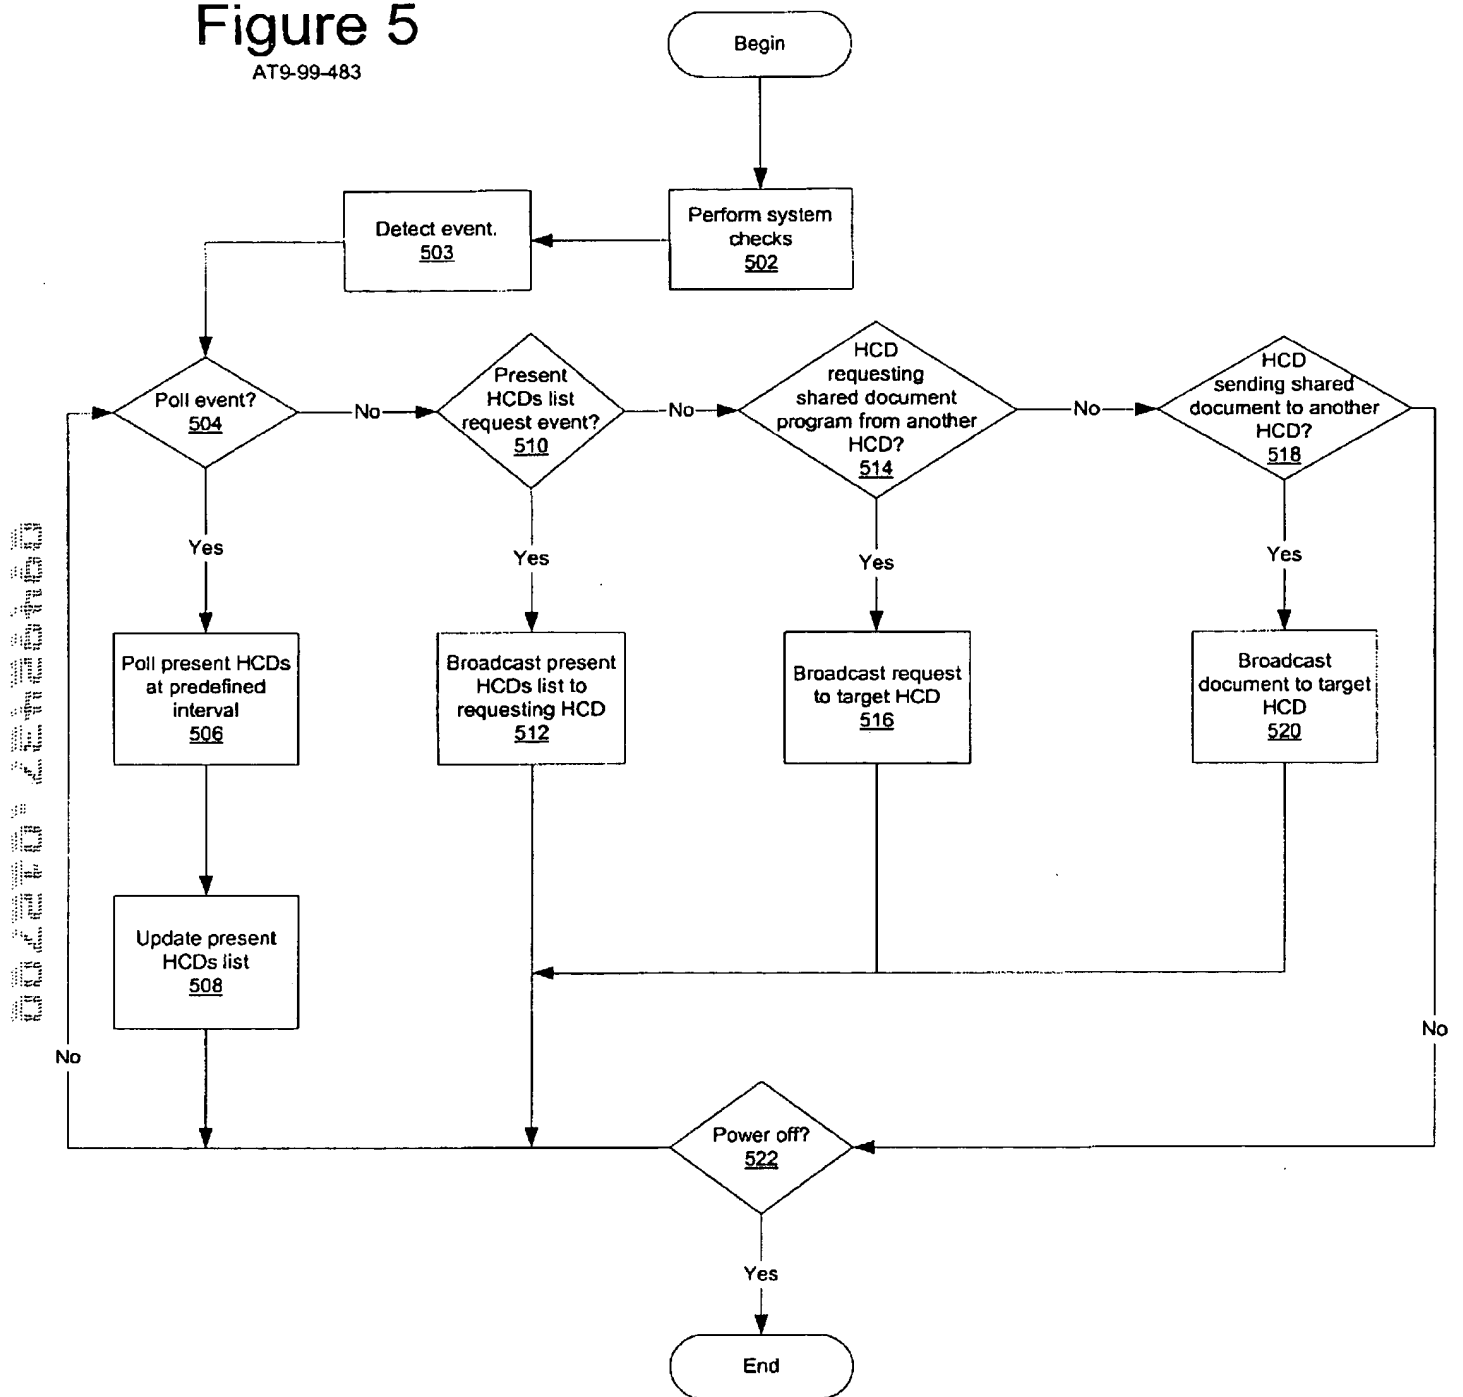 Figure 5
AT9-99-483
Begin
Perform system
checks
502
Detect event.
503
Poll event?
504
No
Present
HCDs list
request event?
510
No
HCD
requesting
shared document
program from another
HCD?
514
No
HCD
sending shared
document to another
HCD?
518
Yes
Yes
Yes
Yes
Poll present HCDs
at predefined
interval
506
Broadcast present
HCDs list to
requesting HCD
512
Broadcast request
to target HCD
516
Broadcast
document to target
HCD
520
Update present
HCDs list
508
No
No
Power off?
522
Yes
End